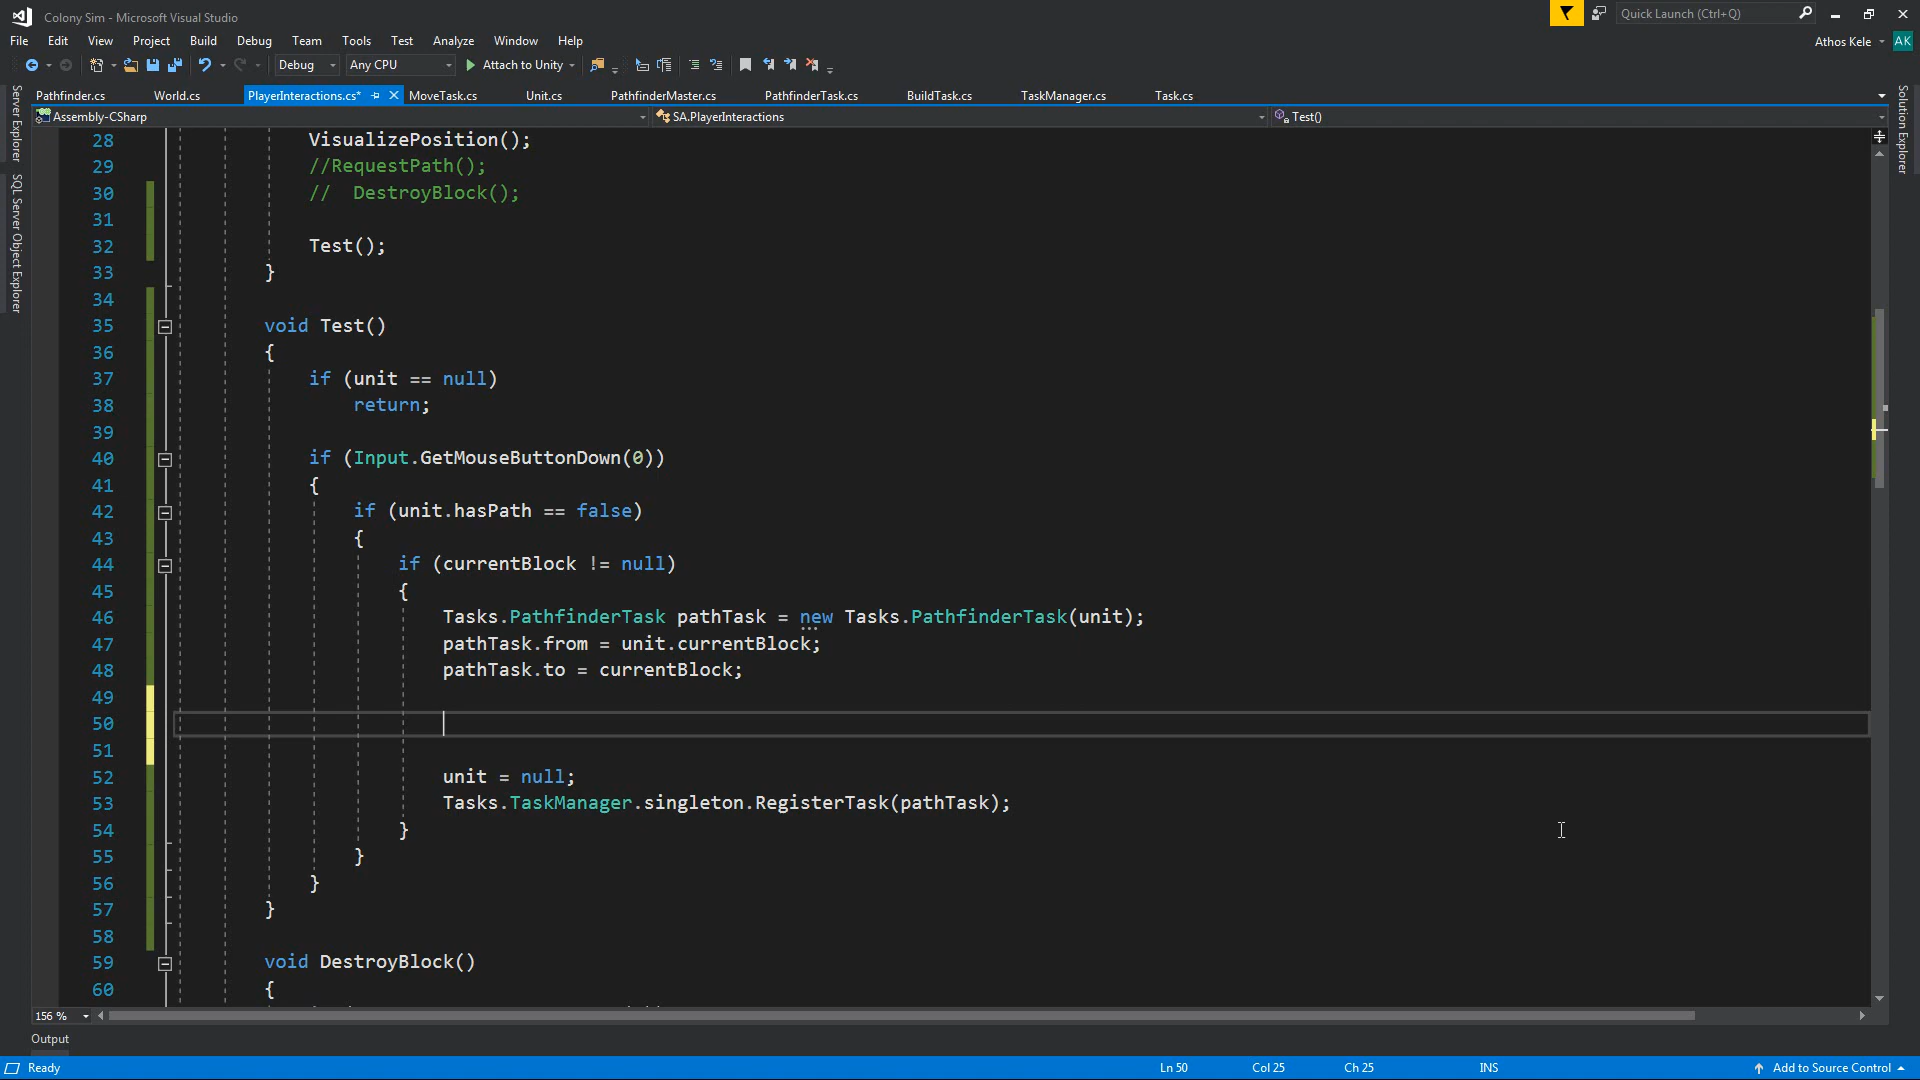 Colony Sim - Microsoft Visual Studio
Quick Launch (Ctrl+Q)
File Edit View Project Build Debug Team Tools Test Analyze Window Help
Athos Kele AK
Debug Any CPU Attach to Unity
Server Explorer
SQL Server Object Explorer
Solution Explorer
Pathfinder.cs World.cs PlayerInteractions.cs* MoveTask.cs Unit.cs PathfinderMaster.cs PathfinderTask.cs BuildTask.cs TaskManager.cs Task.cs
Assembly-CSharp SA.PlayerInteractions Test()
28 VisualizePosition();
29 //RequestPath();
30 //  DestroyBlock();
31
32 Test();
33 }
34
35 void Test()
36 {
37 if (unit == null)
38 return;
39
40 if (Input.GetMouseButtonDown(0))
41 {
42 if (unit.hasPath == false)
43 {
44 if (currentBlock != null)
45 {
46 Tasks.PathfinderTask pathTask = new Tasks.PathfinderTask(unit);
47 pathTask.from = unit.currentBlock;
48 pathTask.to = currentBlock;
49
50
51
52 unit = null;
53 Tasks.TaskManager.singleton.RegisterTask(pathTask);
54 }
55 }
56 }
57 }
58
59 void DestroyBlock()
60 {
156 %
Output
Ready Ln 50 Col 25 Ch 25 INS Add to Source Control